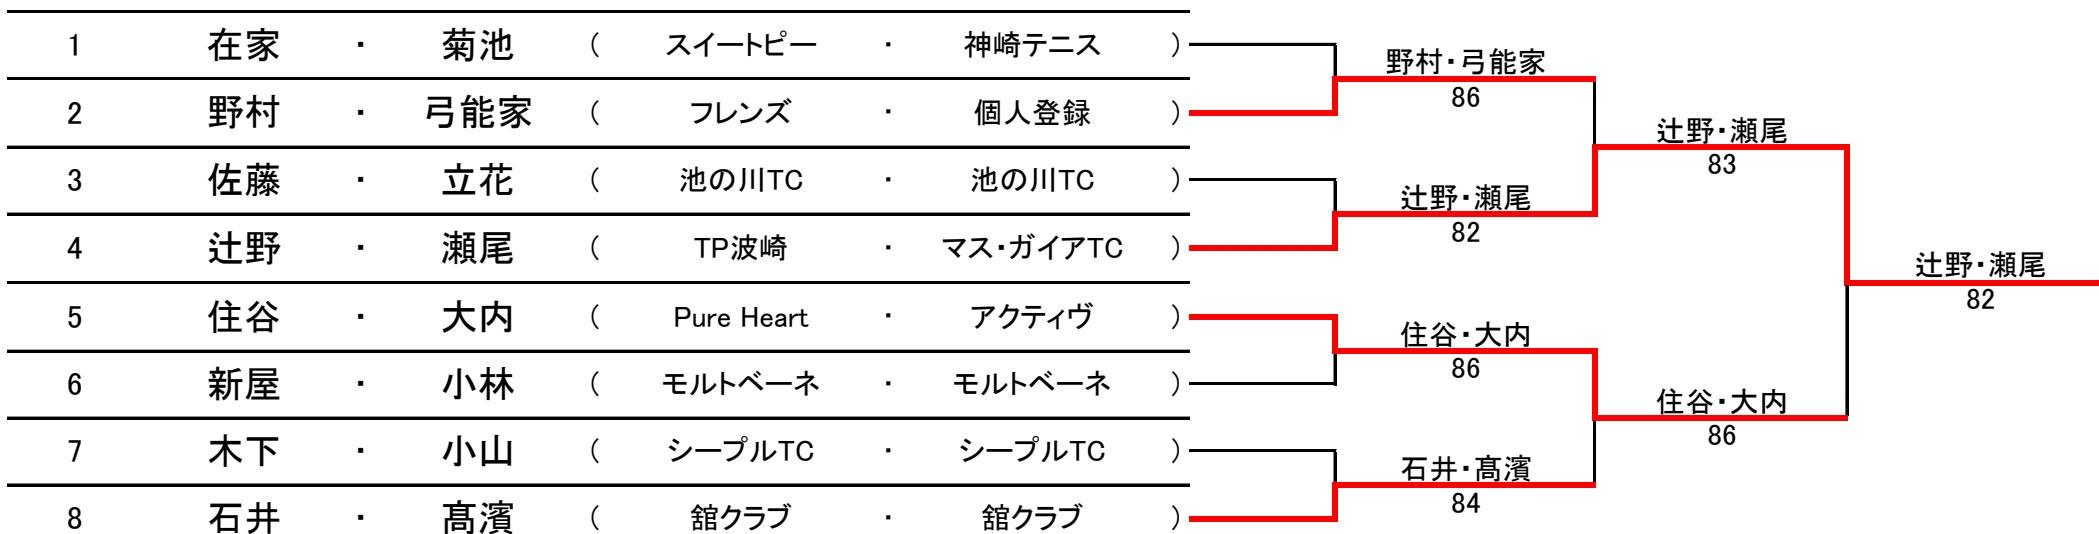 1 在家 ・ 菊池 ( スイートピー ・ 神崎テニス )
2 野村 ・ 弓能家 ( フレンズ ・ 個人登録 )
3 佐藤 ・ 立花 ( 池の川TC ・ 池の川TC )
4 辻野 ・ 瀬尾 ( TP波崎 ・ マス・ガイアTC )
5 住谷 ・ 大内 ( Pure Heart ・ アクティヴ )
6 新屋 ・ 小林 ( モルトベーネ ・ モルトベーネ )
7 木下 ・ 小山 ( シープルTC ・ シープルTC )
8 石井 ・ 髙濱 ( 舘クラブ ・ 舘クラブ )
野村・弓能家
86
辻野・瀬尾
82
住谷・大内
86
石井・髙濱
84
辻野・瀬尾
83
住谷・大内
86
辻野・瀬尾
82